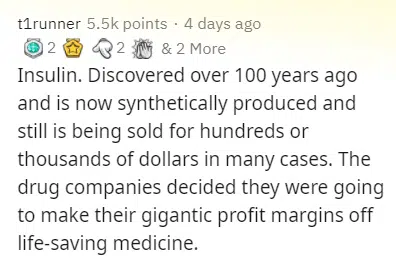 t1runner 5.5k points · 4 days ago
2 2 & 2 More
Insulin. Discovered over 100 years ago
and is now synthetically produced and
still is being sold for hundreds or
thousands of dollars in many cases. The
drug companies decided they were going
to make their gigantic profit margins off
life-saving medicine.